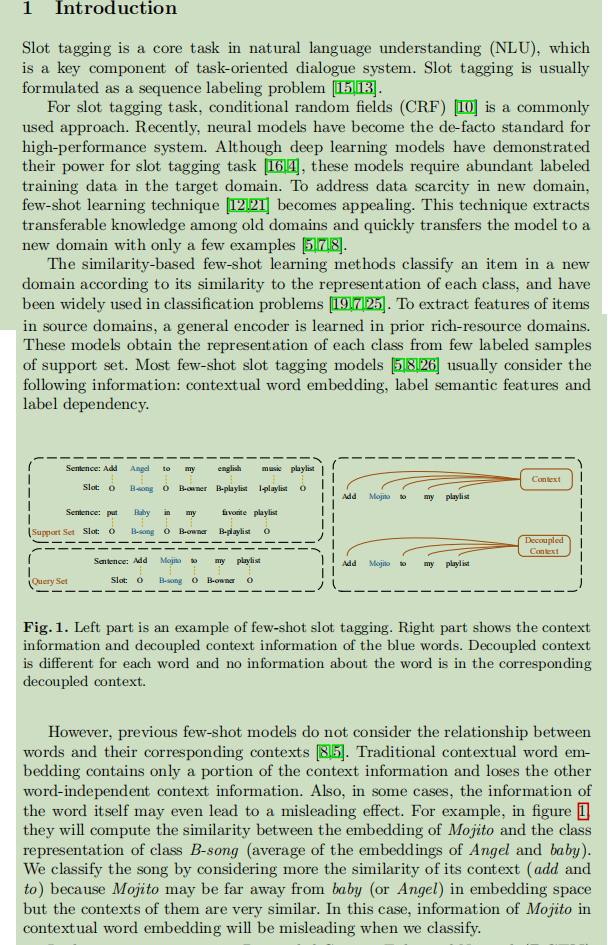 1 Introduction
Slot tagging is a core task in natural language understanding (NLU), which
is a key component of task-oriented dialogue system. Slot tagging is usually
formulated as a sequence labeling problem [15,13].
For slot tagging task, conditional random fields (CRF) [10] is a commonly
used approach. Recently, neural models have become the de-facto standard for
high-performance system. Although deep learning models have demonstrated
their power for slot tagging task [16,4], these models require abundant labeled
training data in the target domain. To address data scarcity in new domain,
few-shot learning technique [12,21] becomes appealing. This technique extracts
transferable knowledge among old domains and quickly transfers the model to a
new domain with only a few examples [5,7,8].
The similarity-based few-shot learning methods classify an item in a new
domain according to its similarity to the representation of each class, and have
been widely used in classification problems [19,7,25]. To extract features of items
in source domains, a general encoder is learned in prior rich-resource domains.
These models obtain the representation of each class from few labeled samples
of support set. Most few-shot slot tagging models [5,8,26] usually consider the
following information: contextual word embedding, label semantic features and
label dependency.
Sentence: Add Angel to my english music playlist
Slot: O B-song O B-owner B-playlist I-playlist O
Sentence: put Baby in my favorite playlist
Support Set Slot: O B-song O B-owner B-playlist O
Sentence: Add Mojito to my playlist
Query Set Slot: O B-song O B-owner O
Context
Add Mojito to my playlist
Decoupled
Context
Add Mojito to my playlist
Fig. 1. Left part is an example of few-shot slot tagging. Right part shows the context
information and decoupled context information of the blue words. Decoupled context
is different for each word and no information about the word is in the corresponding
decoupled context.
However, previous few-shot models do not consider the relationship between
words and their corresponding contexts [8,5]. Traditional contextual word em-
bedding contains only a portion of the context information and loses the other
word-independent context information. Also, in some cases, the information of
the word itself may even lead to a misleading effect. For example, in figure 1,
they will compute the similarity between the embedding of Mojito and the class
representation of class B-song (average of the embeddings of Angel and baby).
We classify the song by considering more the similarity of its context (add and
to) because Mojito may be far away from baby (or Angel) in embedding space
but the contexts of them are very similar. In this case, information of Mojito in
contextual word embedding will be misleading when we classify.